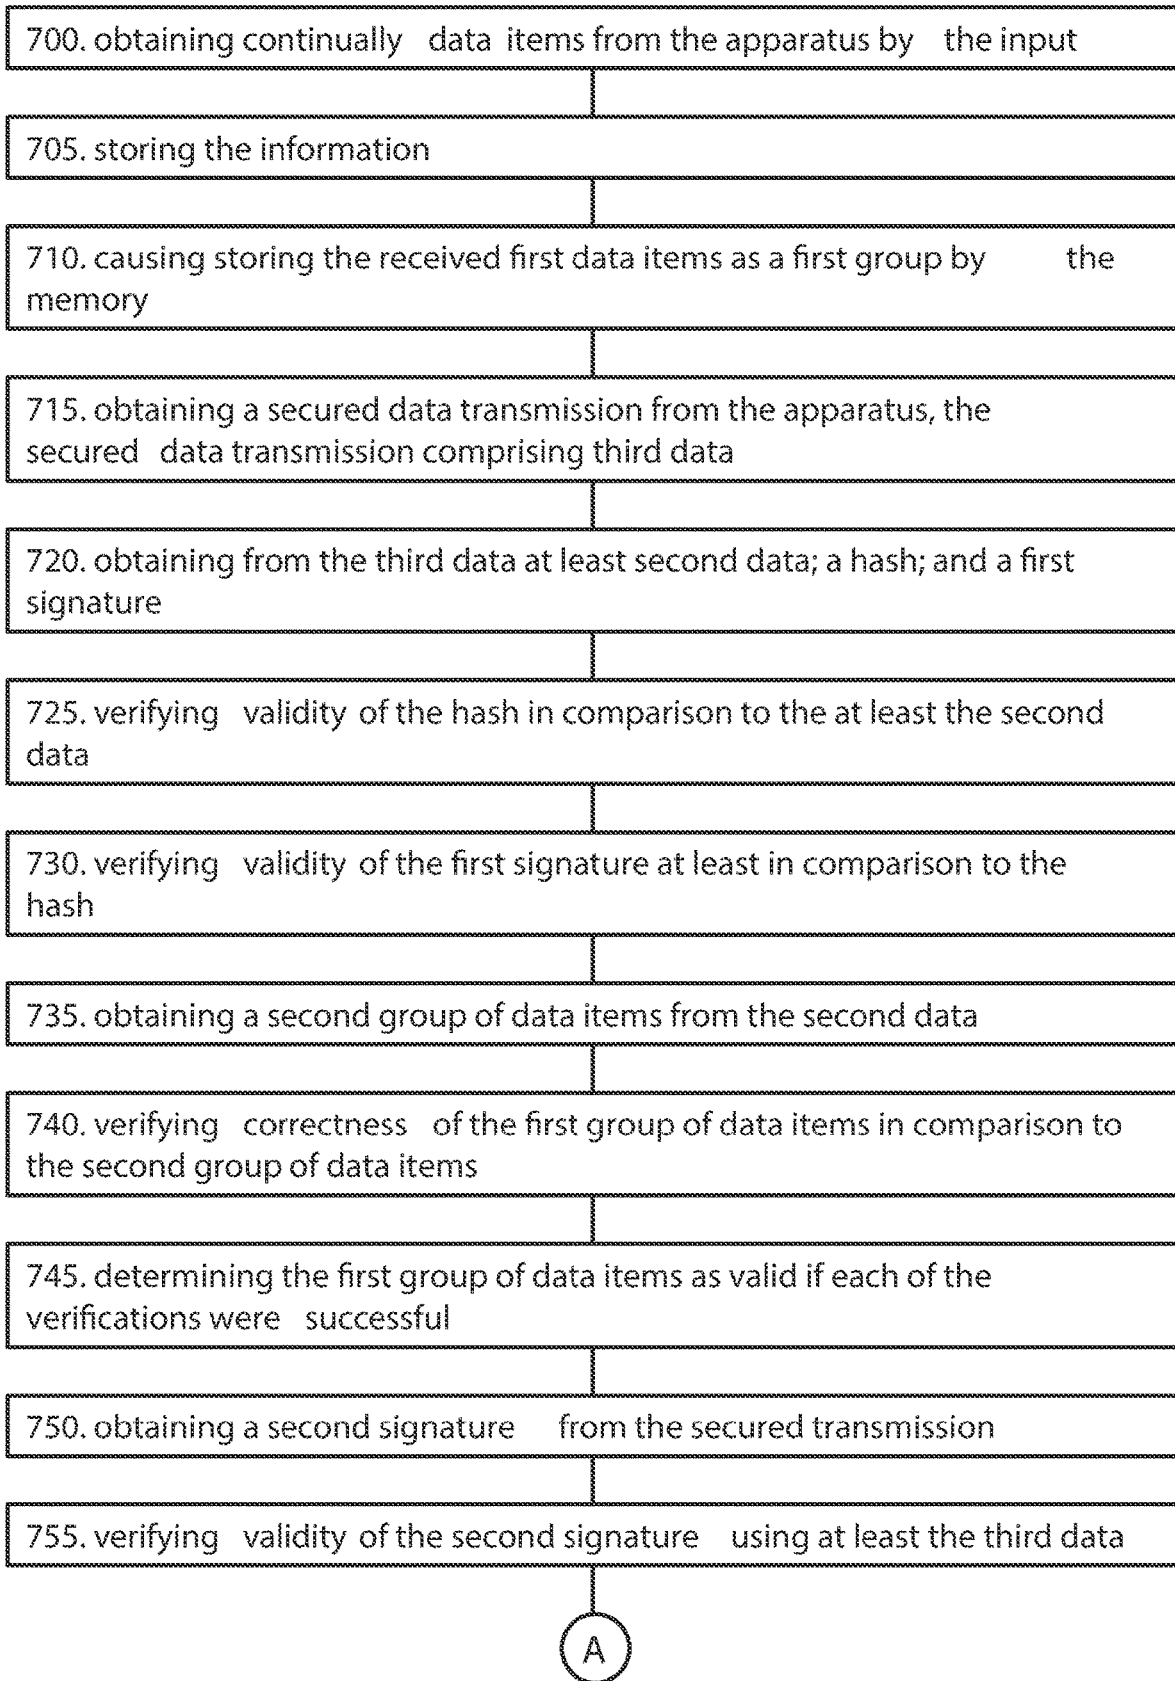 700. obtaining continually data items from the apparatus by the input
705. storing the information
710. causing storing the received first data items as a first group by the
memory
715. obtaining a secured data transmission from the apparatus, the
secured data transmission comprising third data
720. obtaining from the third data at least second data; a hash; and a first
signature
725. verifying validity of the hash in comparison to the at least the second
data
730. verifying validity of the first signature at least in comparison to the
hash
735. obtaining a second group of data items from the second data
740. verifying correctness of the first group of data items in comparison to
the second group of data items
745. determining the first group of data items as valid if each of the
verifications were successful
750. obtaining a second signature from the secured transmission
755. verifying validity of the second signature using at least the third data
A